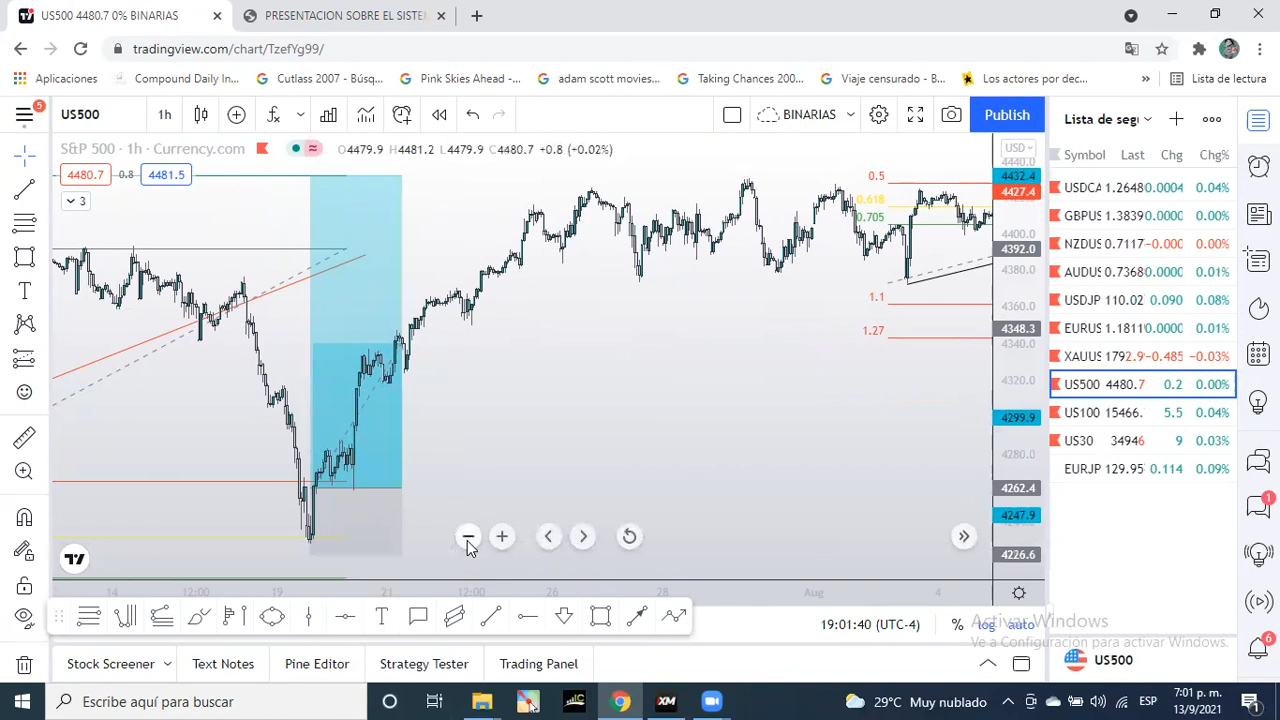 US500 4480.7 0% BINARIAS
PRESENTACION SOBRE EL SISTEM
tradingview.com/chart/TzefYg99/
Aplicaciones
Compound Daily In...
Cutlass 2007 - Búsq...
Pink Skies Ahead -...
adam scott movies...
Taking Chances 200...
Viaje censurado - B...
Los actores por dec...
»
Lista de lectura
5
US500
1h
BINARIAS
Publish
Lista de segu
S&P 500 · 1h · Currency.com
O4479.9 H4481.2 L4479.9 C4480.7 +0.8 (+0.02%)
USD
4480.7
0.8
4481.5
3
Symbol Last Chg Chg%
USDCA 1.2648 0.0004 0.04%
GBPUS 1.3839 0.000 0.00%
NZDUS 0.7117 -0.000 0.00%
AUDUS 0.7368 0.0000 0.01%
USDJP 110.02 0.090 0.08%
EURUS 1.1811 0.0000 0.01%
XAUUS 1792.9 -0.485 -0.03%
US500 4480.7 0.2 0.00%
US100 15466. 5.5 0.04%
US30 34946 9 0.03%
EURJP 129.95 0.114 0.09%
0.5
0.618
0.705
1.1
1.27
4440.0
4432.4
4427.4
4400.0
4392.0
4380.0
4360.0
4348.3
4340.0
4320.0
4299.9
4280.0
4262.4
4247.9
4226.6
14 12:00 19 21 12:00 26 28 Aug 4
19:01:40 (UTC-4)
% log auto
Activar Windows
Ve a Configuración para activar Windows.
Stock Screener
Text Notes
Pine Editor
Strategy Tester
Trading Panel
US500
1
6
Escribe aquí para buscar
XM
29°C Muy nublado
ESP
7:01 p. m.
13/9/2021
1